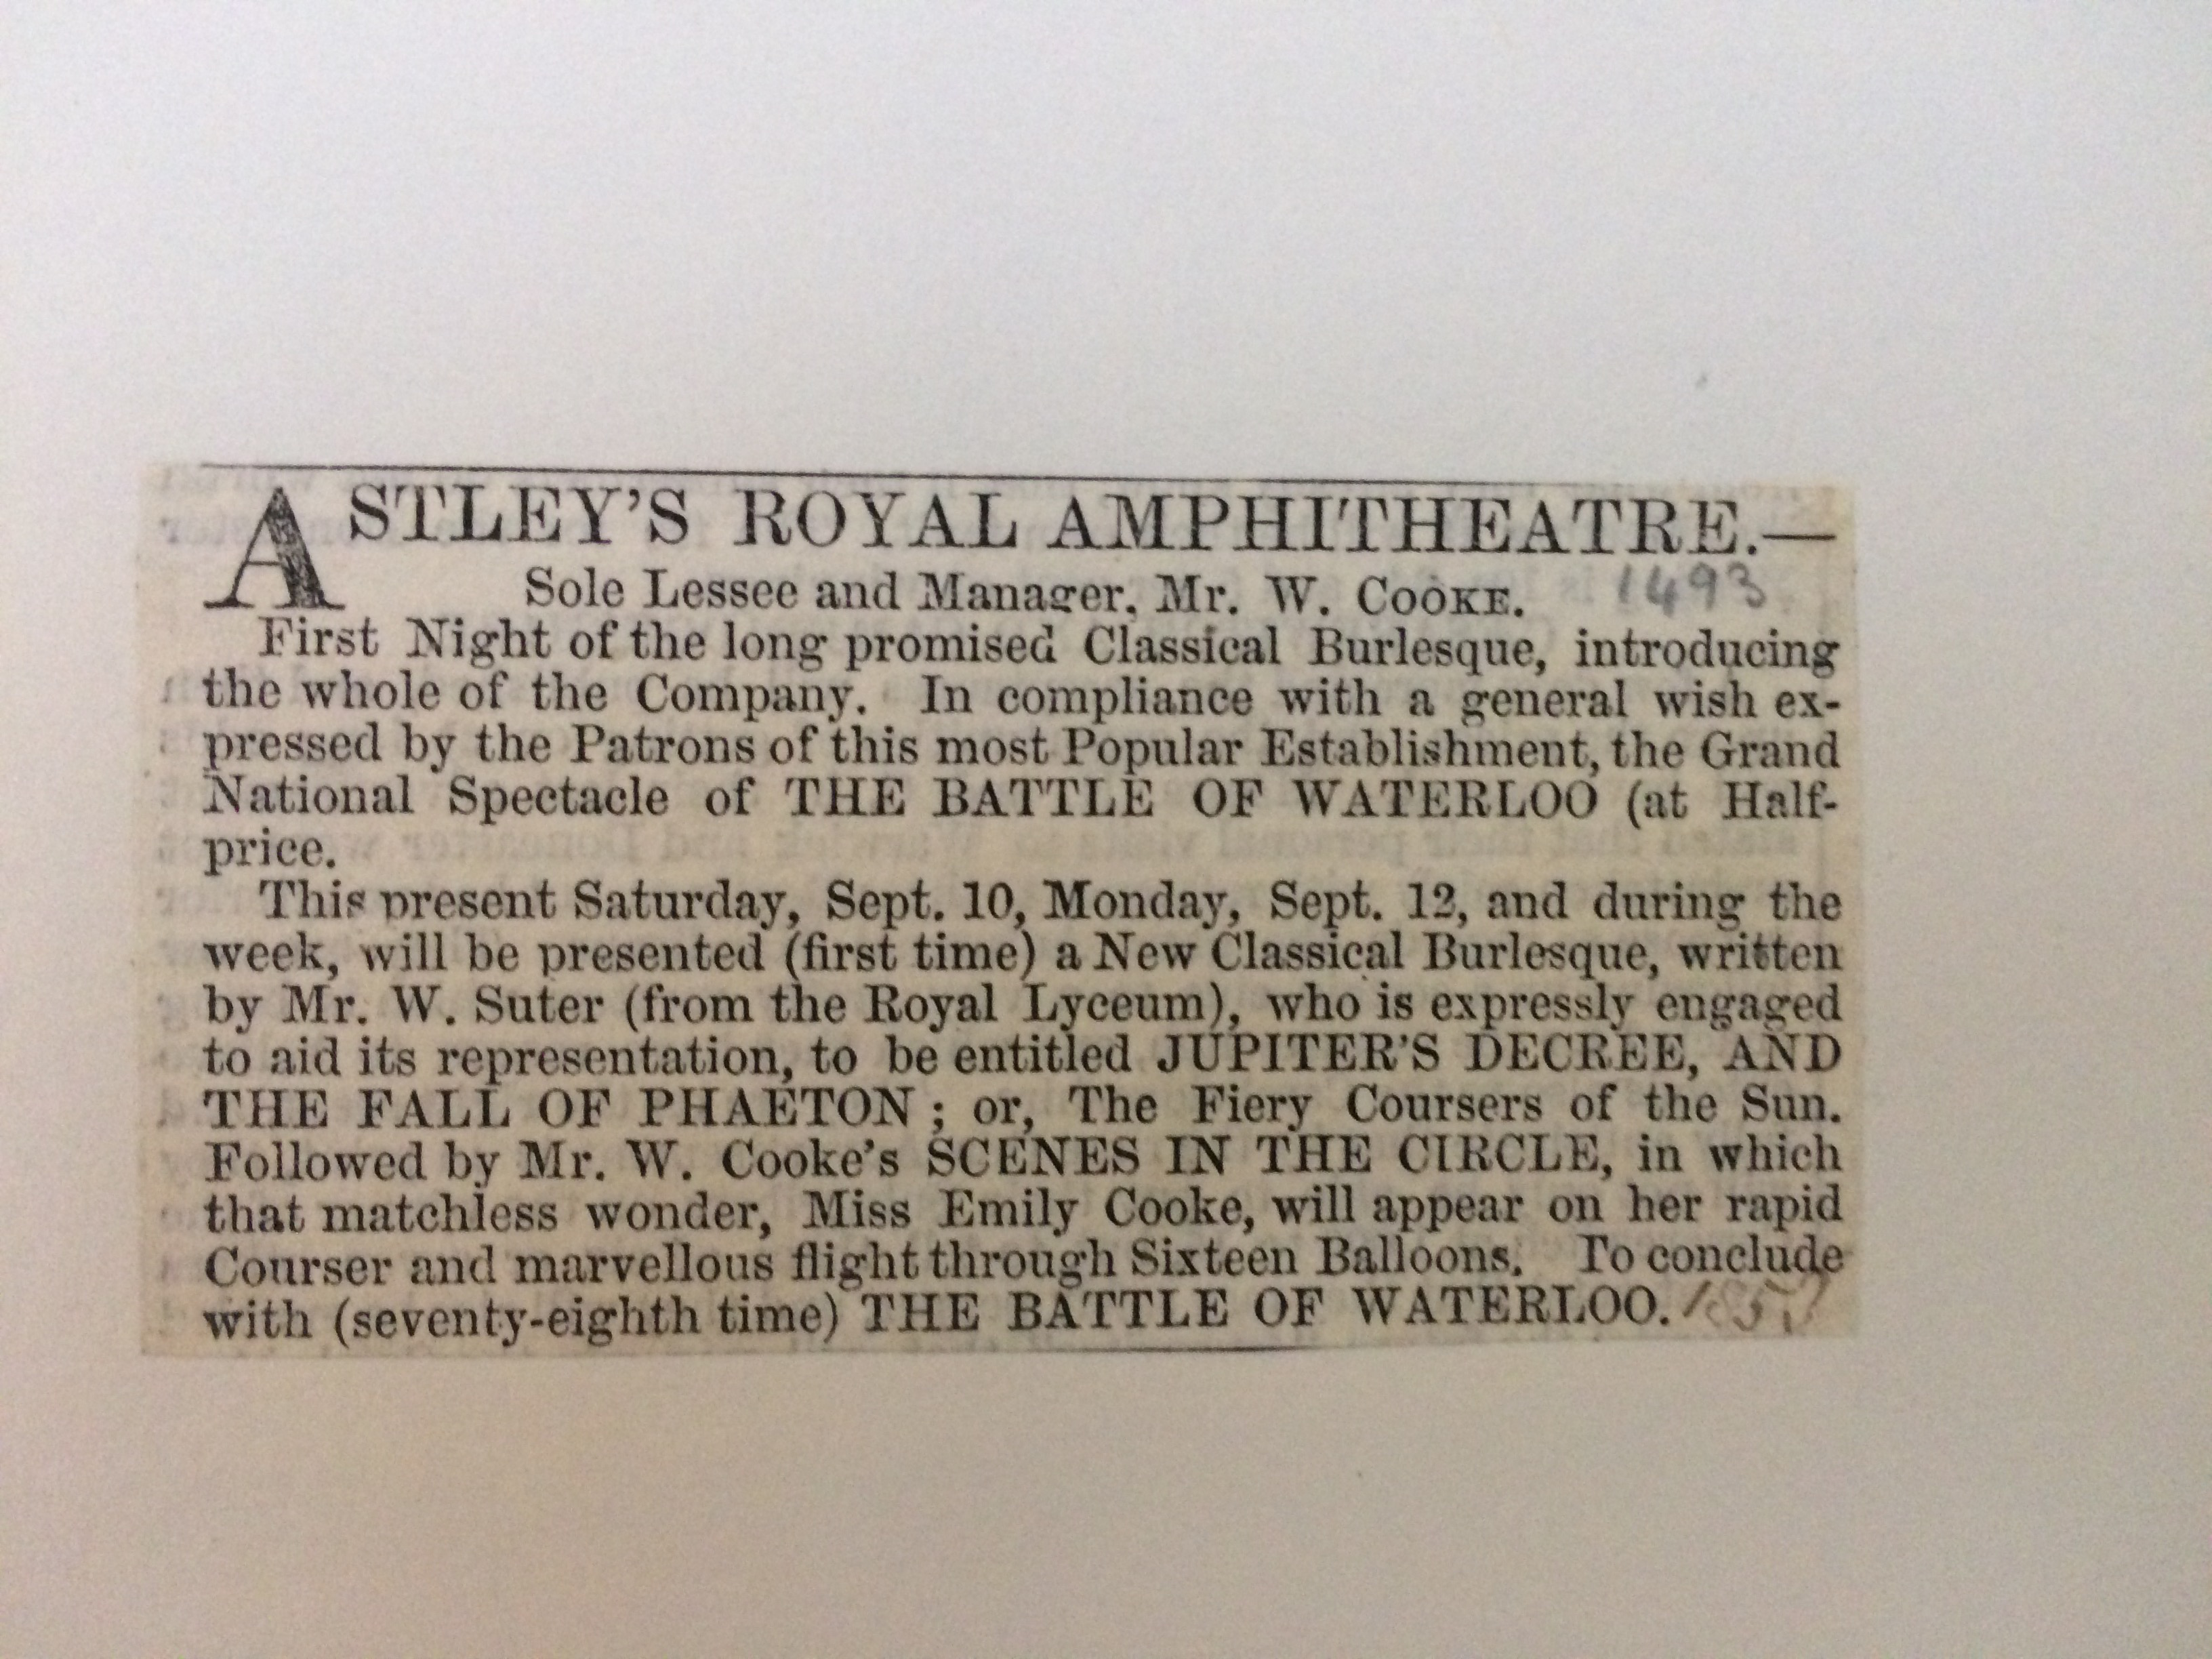 ASTLEY'S ROYAL AMPHITHEATRE.—
Sole Lessee and Manager, Mr. W. COOKE. 1493
First Night of the long promised Classical Burlesque, introducing
the whole of the Company. In compliance with a general wish ex-
pressed by the Patrons of this most Popular Establishment, the Grand
National Spectacle of THE BATTLE OF WATERLOO (at Half-
price.
This present Saturday, Sept. 10, Monday, Sept. 12, and during the
week, will be presented (first time) a New Classical Burlesque, written
by Mr. W. Suter (from the Royal Lyceum), who is expressly engaged
to aid its representation, to be entitled JUPITER'S DECREE, AND
THE FALL OF PHAETON ; or, The Fiery Coursers of the Sun.
Followed by Mr. W. Cooke's SCENES IN THE CIRCLE, in which
that matchless wonder, Miss Emily Cooke, will appear on her rapid
Courser and marvellous flight through Sixteen Balloons. To conclude
with (seventy-eighth time) THE BATTLE OF WATERLOO.